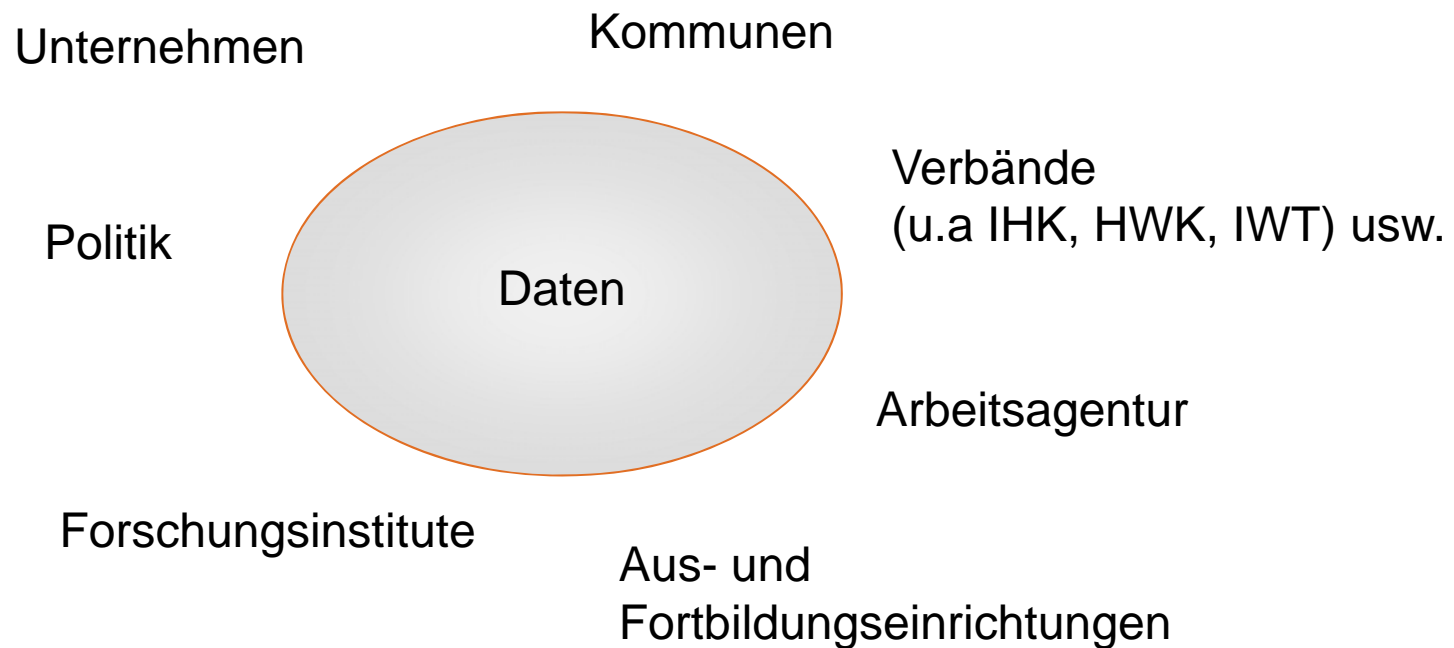 Unternehmen
Kommunen
Verbände
(u.a IHK, HWK, IWT) usw.
Politik
Daten
Arbeitsagentur
Forschungsinstitute
Aus- und
Fortbildungseinrichtungen